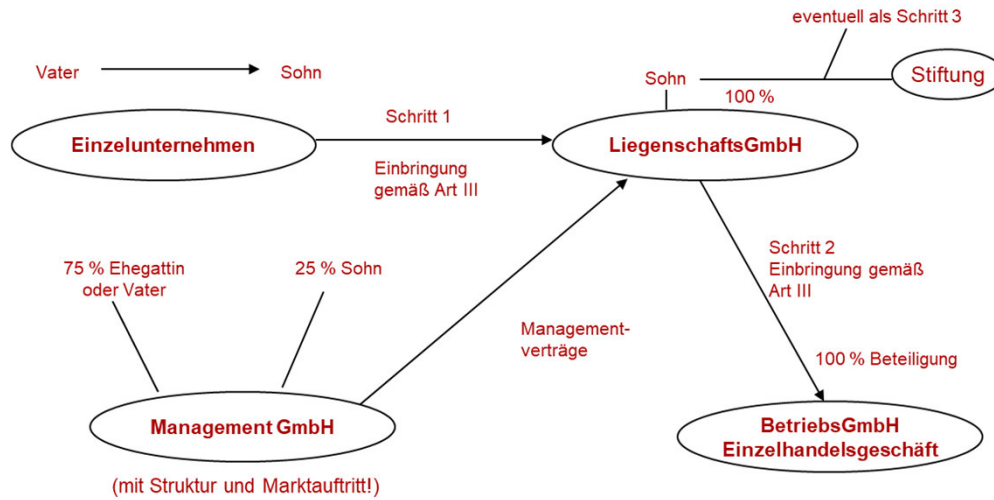 eventuell als Schritt 3
Vater
Sohn
Sohn
Stiftung
100 %
Schritt 1
Einzelunternehmen
LiegenschaftsGmbH
Einbringung
gemäß Art III
Schritt 2
Einbringung gemäß
Art III
75 % Ehegattin
oder Vater
25 % Sohn
Management-
verträge
100 % Beteiligung
Management GmbH
BetriebsGmbH
Einzelhandelsgeschäft
(mit Struktur und Marktauftritt!)